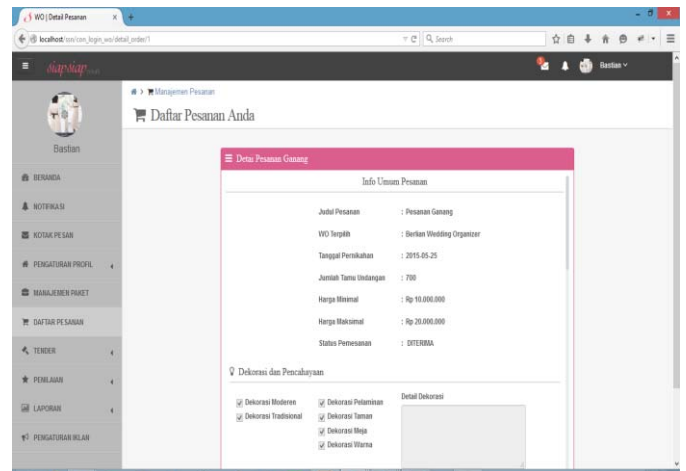 WO | Detail Pesanan
localhost/
detail_order/1
Search
siapsiap
Bastian
Manajemen Pesanan
Daftar Pesanan Anda
Bastian
BERANDA
NOTIFIKASI
KOTAK PESAN
PENGATURAN PROFIL
MANAJEMEN PAKET
DAFTAR PESANAN
TENDER
PENILAIAN
LAPORAN
PENGATURAN IKLAN
Detai Pesanan Ganang
Info Umum Pesanan
Judul Pesanan : Pesanan Ganang
WO Terpilih : Berlian Wedding Organizer
Tanggal Pernikahan : 2015-05-25
Jumlah Tamu Undangan : 700
Harga Minimal : Rp 10.000.000
Harga Maksimal : Rp 20.000.000
Status Pemesanan : DITERIMA
Dekorasi dan Pencahayaan
Dekorasi Moderen
Dekorasi Tradisional
Dekorasi Pelaminan
Dekorasi Taman
Dekorasi Meja
Dekorasi Warna
Detail Dekorasi